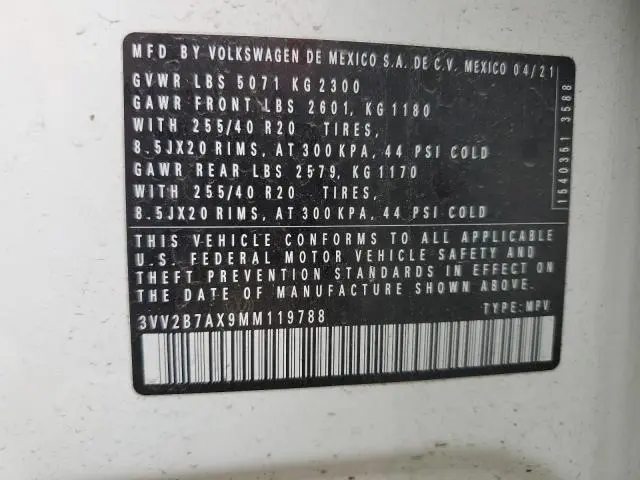 MFD BY VOLKSWAGEN DE MEXICO S.A. DE C.V. MEXICO 04/21
GVWR LBS 5071 KG 2300
GAWR FRONT LBS 2601, KG 1180
WITH 255/40 R20 TIRES,
8.5JX20 RIMS, AT 300 KPA, 44 PSI COLD
GAWR REAR LBS 2579, KG 1170
WITH 255/40 R20 TIRES,
8.5JX20 RIMS, AT 300 KPA, 44 PSI COLD
THIS VEHICLE CONFORMS TO ALL APPLICABLE
U.S. FEDERAL MOTOR VEHICLE SAFETY AND
THEFT PREVENTION STANDARDS IN EFFECT ON
THE DATE OF MANUFACTURE SHOWN ABOVE.
3VV2B7AX9MM119788 TYPE: MPV
1540351 3588